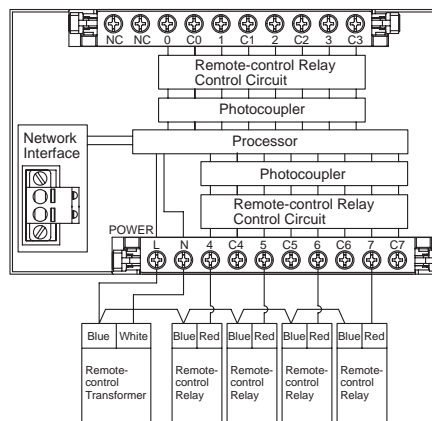 NC NC 0 C0 1 C1 2 C2 3 C3
Remote-control Relay
Control Circuit
Photocoupler
Network
Interface
Processor
Photocoupler
Remote-control Relay
Control Circuit
POWER
L N 4 C4 5 C5 6 C6 7 C7
Blue White Blue Red Blue Red Blue Red Blue Red
Remote-
control
Transformer
Remote-
control
Relay
Remote-
control
Relay
Remote-
control
Relay
Remote-
control
Relay